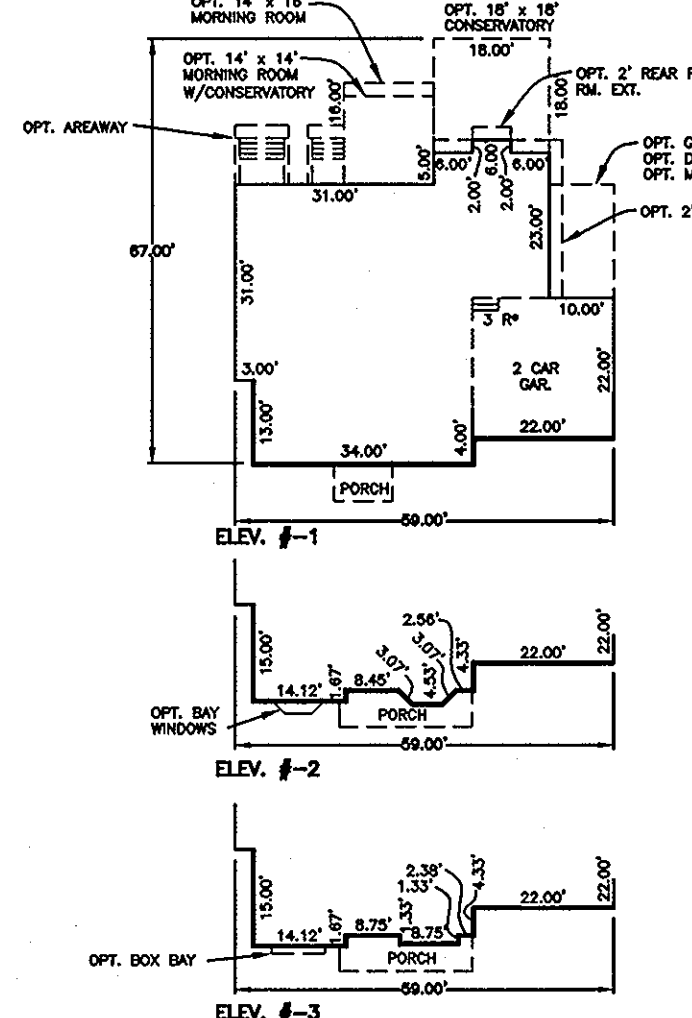 OPT. 14' x 16'
MORNING ROOM
OPT. 18' x 18'
CONSERVATORY
18.00'
OPT. 14' x 14'
MORNING ROOM
W/CONSERVATORY
16.00'
18.00'
OPT. 2' REAR F
RM. EXT.
OPT. AREAWAY
5.00'
6.00'
6.00
6.00'
2.00'
2.00'
OPT. G
OPT. D
OPT. M
OPT. 2'
31.00'
23.00'
67.00'
31.00'
3 R
10.00'
3.00'
2 CAR
GAR.
22.00'
13.00'
34.00'
4.00'
22.00'
PORCH
59.00'
ELEV. #-1
2.56'
15.00'
14.12'
1.67'
8.45'
3.07'
4.53'
3.07'
4.33'
22.00'
22.00'
OPT. BAY
WINDOWS
PORCH
59.00'
ELEV. #-2
2.38'
1.33'
15.00'
14.12'
1.67'
8.75'
1.33'
8.75'
4.33'
22.00'
22.00'
OPT. BOX BAY
PORCH
59.00'
ELEV. #-3